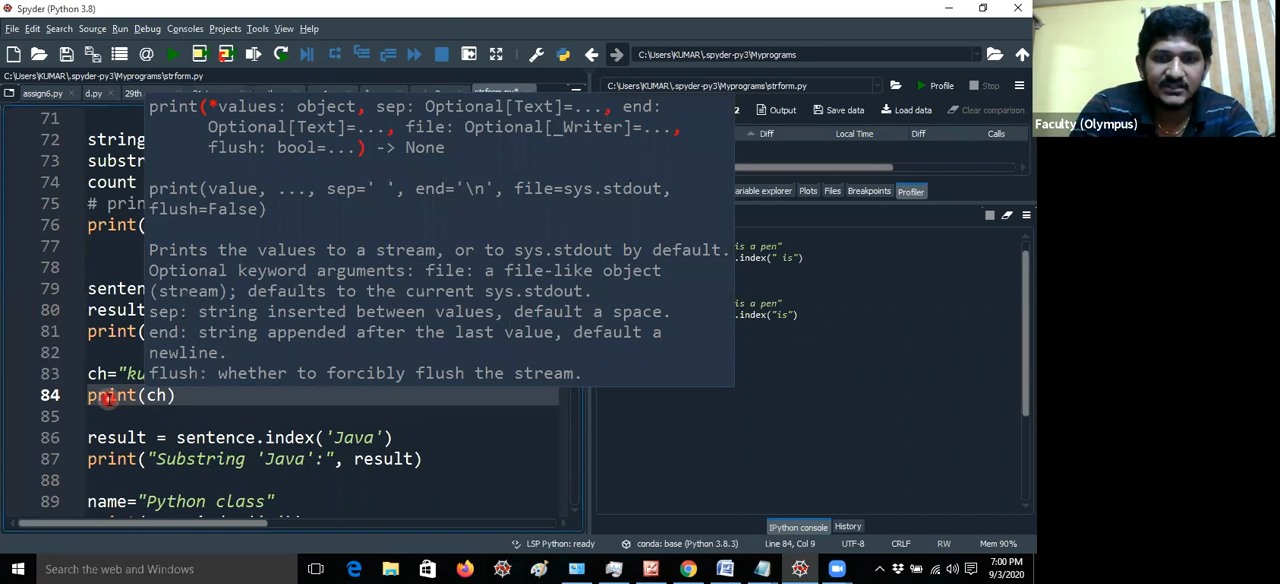 Spyder (Python 3.8)
File Edit Search Source Run Debug Consoles Projects Tools View Help
C:\Users\KUMAR.spyder-py3\Myprograms
C:\Users\KUMAR.spyder-py3\Myprograms\strform.py
C:\Users\KUMAR.spyder-py3\Myprograms\strform.py Profile Stop
assign6.py d.py 29th strform.py*
2 Output Save data Load data Clear comparison
Diff Local Time Diff Calls
Faculty (Olympus)
print(*values: object, sep: Optional[Text]=..., end:
Optional[Text]=..., file: Optional[_Writer]=...,
flush: bool=...) -> None
print(value, ..., sep=' ', end='\n', file=sys.stdout,
flush=False)
Prints the values to a stream, or to sys.stdout by default.
Optional keyword arguments: file: a file-like object
(stream); defaults to the current sys.stdout.
sep: string inserted between values, default a space.
end: string appended after the last value, default a
newline.
flush: whether to forcibly flush the stream.
71
72 string
73 substr
74 count
75 # prin
76 print(
77
78
79 senten
80 result
81 print(
82
83 ch="ku
84 print(ch)
85
86 result = sentence.index('Java')
87 print("Substring 'Java':", result)
88
89 name="Python class"
ariable explorer Plots Files Breakpoints Profiler
is a pen"
.index(" is")
is a pen"
.index("is")
IPython console History
LSP Python: ready conda: base (Python 3.8.3) Line 84, Col 9 UTF-8 CRLF RW Mem 90%
Search Windows
7:00 PM
9/3/2020